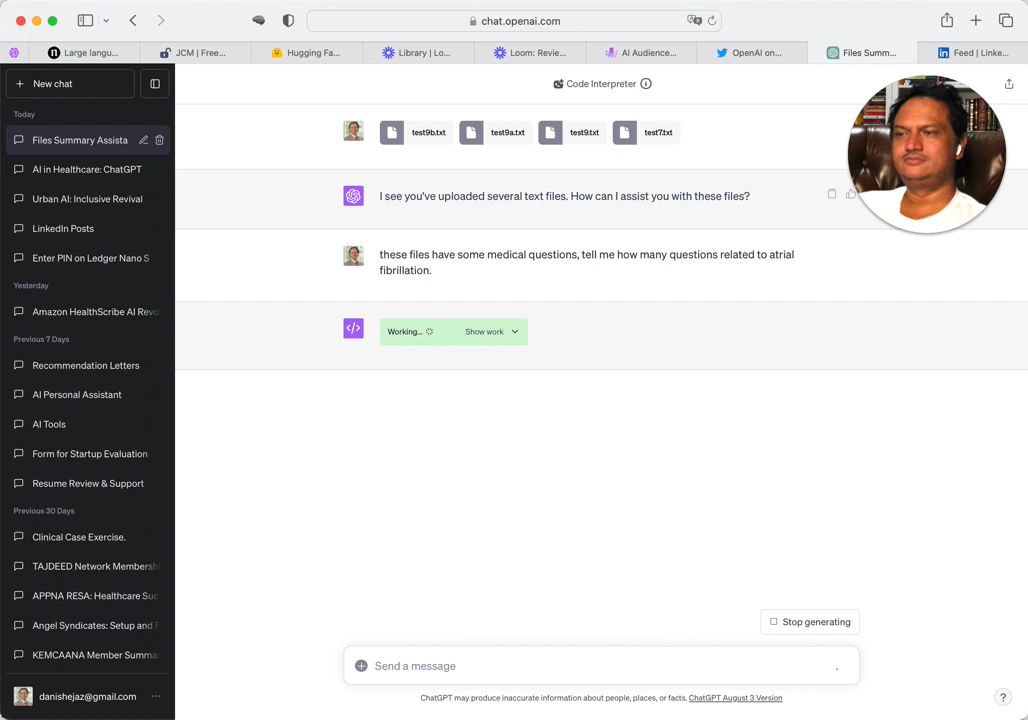 chat.openai.com
Large langu...
JCM | Free...
Hugging Fa...
Library | Lo...
Loom: Revie...
AI Audience...
OpenAI on...
Files Summ...
Feed | Linke...
New chat
Code Interpreter
Today
Files Summary Assista
AI in Healthcare: ChatGPT
Urban AI: Inclusive Revival
LinkedIn Posts
Enter PIN on Ledger Nano S
Yesterday
Amazon HealthScribe AI Revo
Previous 7 Days
Recommendation Letters
AI Personal Assistant
AI Tools
Form for Startup Evaluation
Resume Review & Support
Previous 30 Days
Clinical Case Exercise.
TAJDEED Network Membershi
APPNA RESA: Healthcare Suc
Angel Syndicates: Setup and F
KEMCAANA Member Summa
danishejaz@gmail.com
test9b.txt
test9a.txt
test9.txt
test7.txt
I see you've uploaded several text files. How can I assist you with these files?
these files have some medical questions, tell me how many questions related to atrial
fibrillation.
Working...
Show work
Stop generating
Send a message
ChatGPT may produce inaccurate information about people, places, or facts. ChatGPT August 3 Version
?